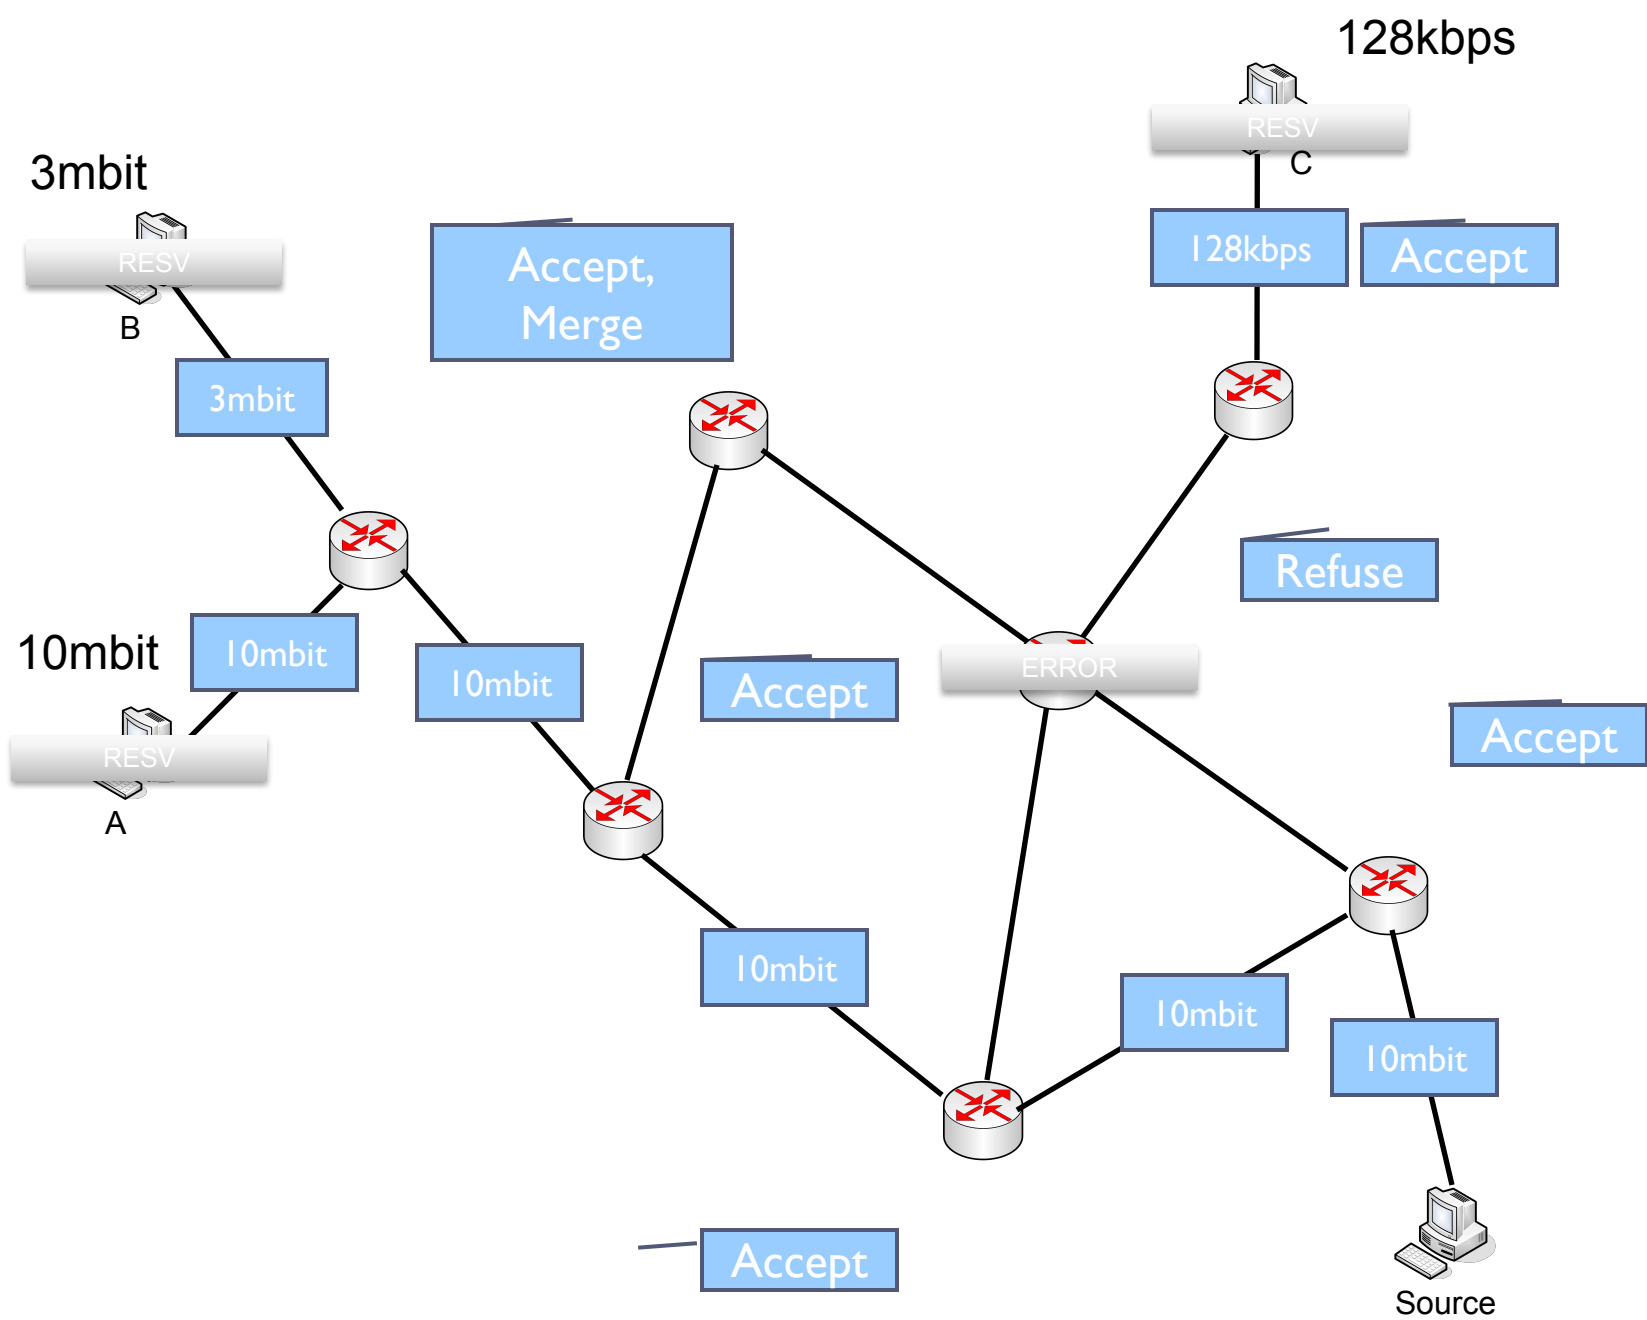 128kbps
RESV
C
3mbit
RESV
B
Accept,
Merge
128kbps
Accept
3mbit
Refuse
10mbit
10mbit
10mbit
Accept
ERROR
Accept
RESV
A
10mbit
10mbit
10mbit
Accept
Source